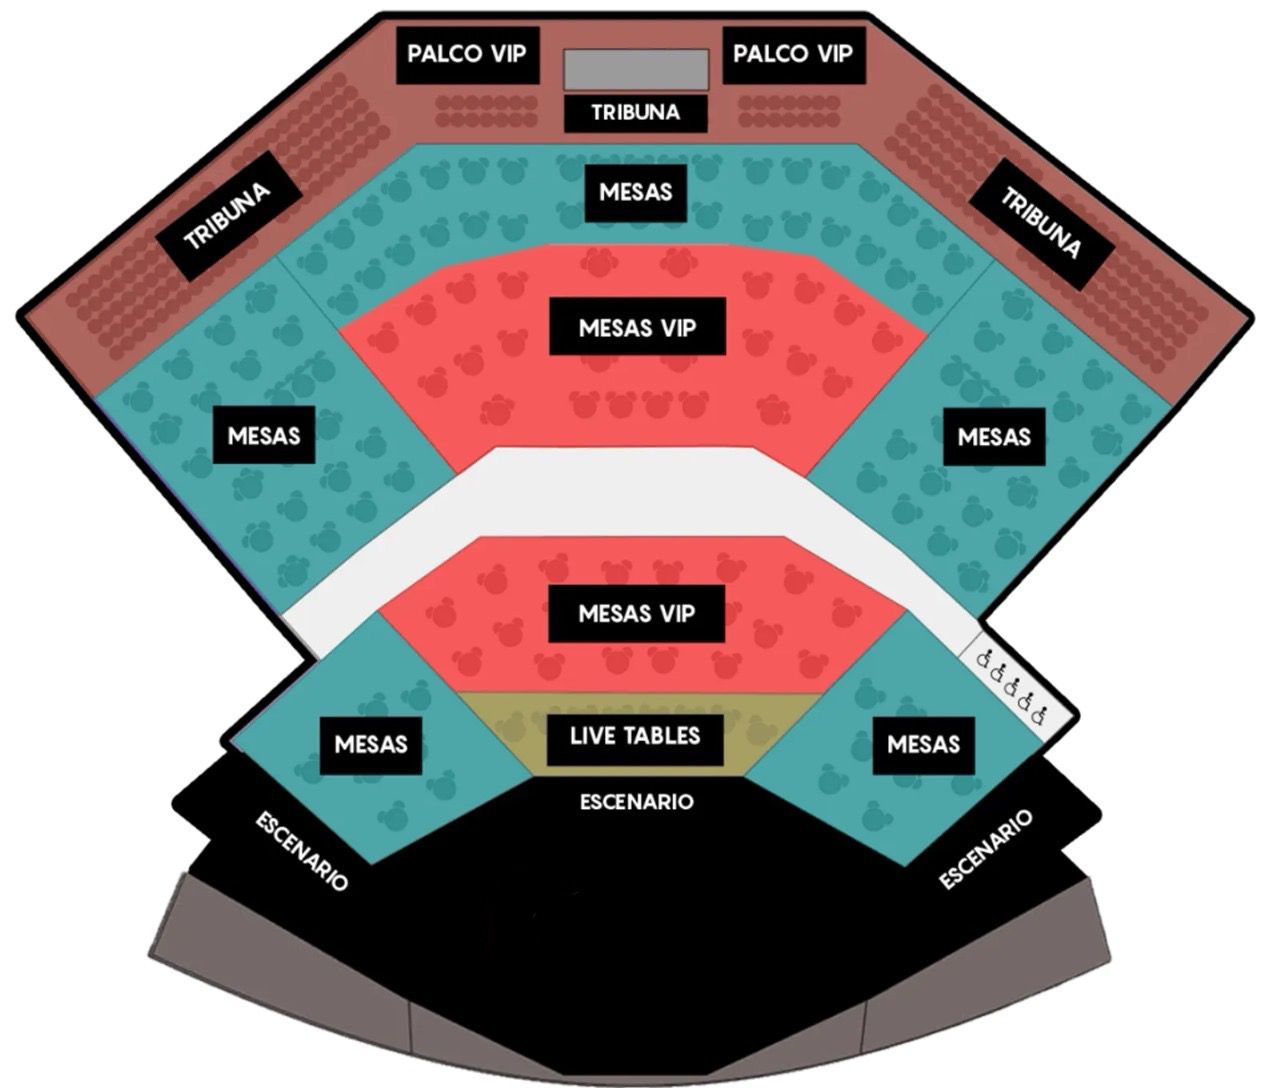 PALCO VIP
PALCO VIP
TRIBUNA
TRIBUNA
MESAS
TRIBUNA
MESAS VIP
MESAS
MESAS
MESAS VIP
MESAS
LIVE TABLES
MESAS
ESCENARIO
ESCENARIO
ESCENARIO